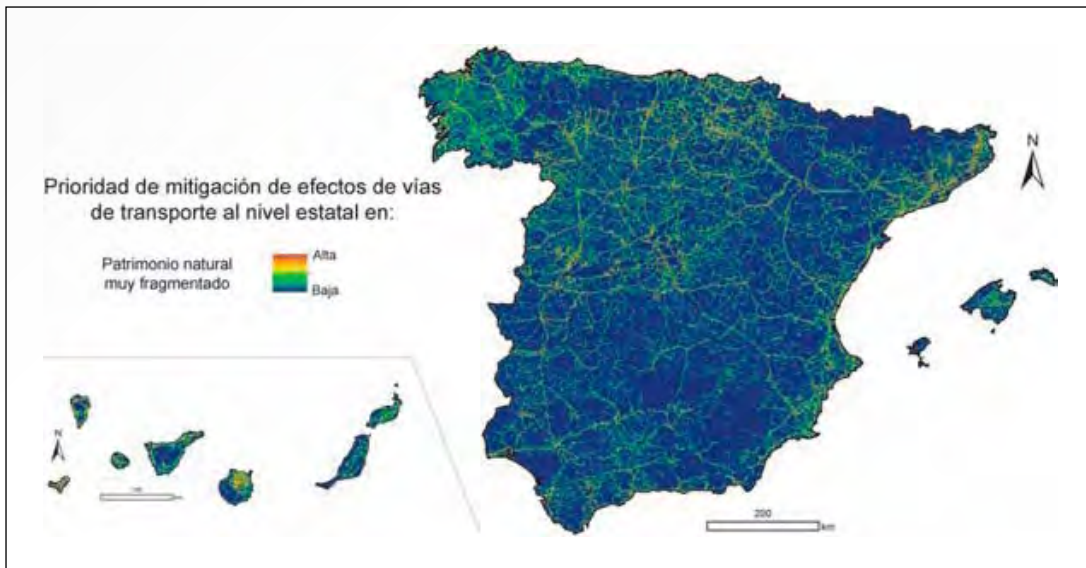 Prioridad de mitigación de efectos de vías
de transporte al nivel estatal en:
Patrimonio natural
muy fragmentado
Alta
Baja
N
N
200
km